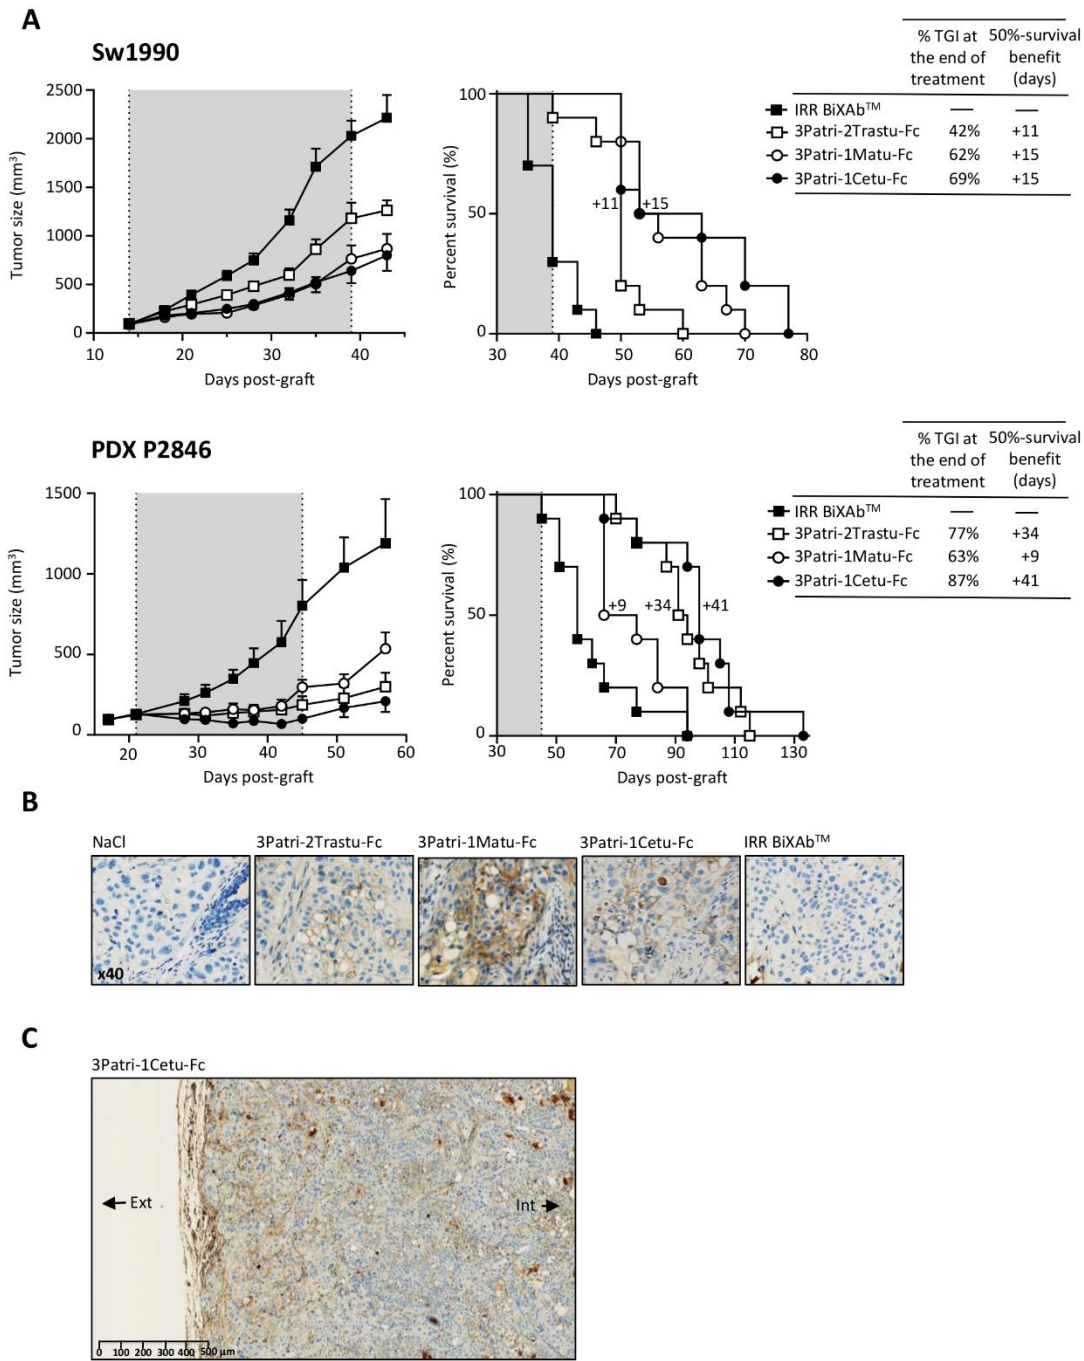 A
Sw1990
2500
2000
1500
1000
500
0
Tumor size (mm³)
10 20 30 40
Days post-graft
100
50
0
Percent survival (%)
+11
+15
30 40 50 60 70 80
Days post-graft
% TGI at the end of treatment
50%-survival benefit (days)
IRR BiXAb™ — —
3Patri-2Trastu-Fc 42% +11
3Patri-1Matu-Fc 62% +15
3Patri-1Cetu-Fc 69% +15
PDX P2846
1500
1000
500
0
Tumor size (mm³)
20 30 40 50 60
Days post-graft
100
50
0
Percent survival (%)
+9
+34
+41
30 50 70 90 110 130
Days post-graft
% TGI at the end of treatment
50%-survival benefit (days)
IRR BiXAb™ — —
3Patri-2Trastu-Fc 77% +34
3Patri-1Matu-Fc 63% +9
3Patri-1Cetu-Fc 87% +41
B
NaCl
3Patri-2Trastu-Fc
3Patri-1Matu-Fc
3Patri-1Cetu-Fc
IRR BiXAb™
x40
C
3Patri-1Cetu-Fc
Ext
Int
0 100 200 300 400 500 µm